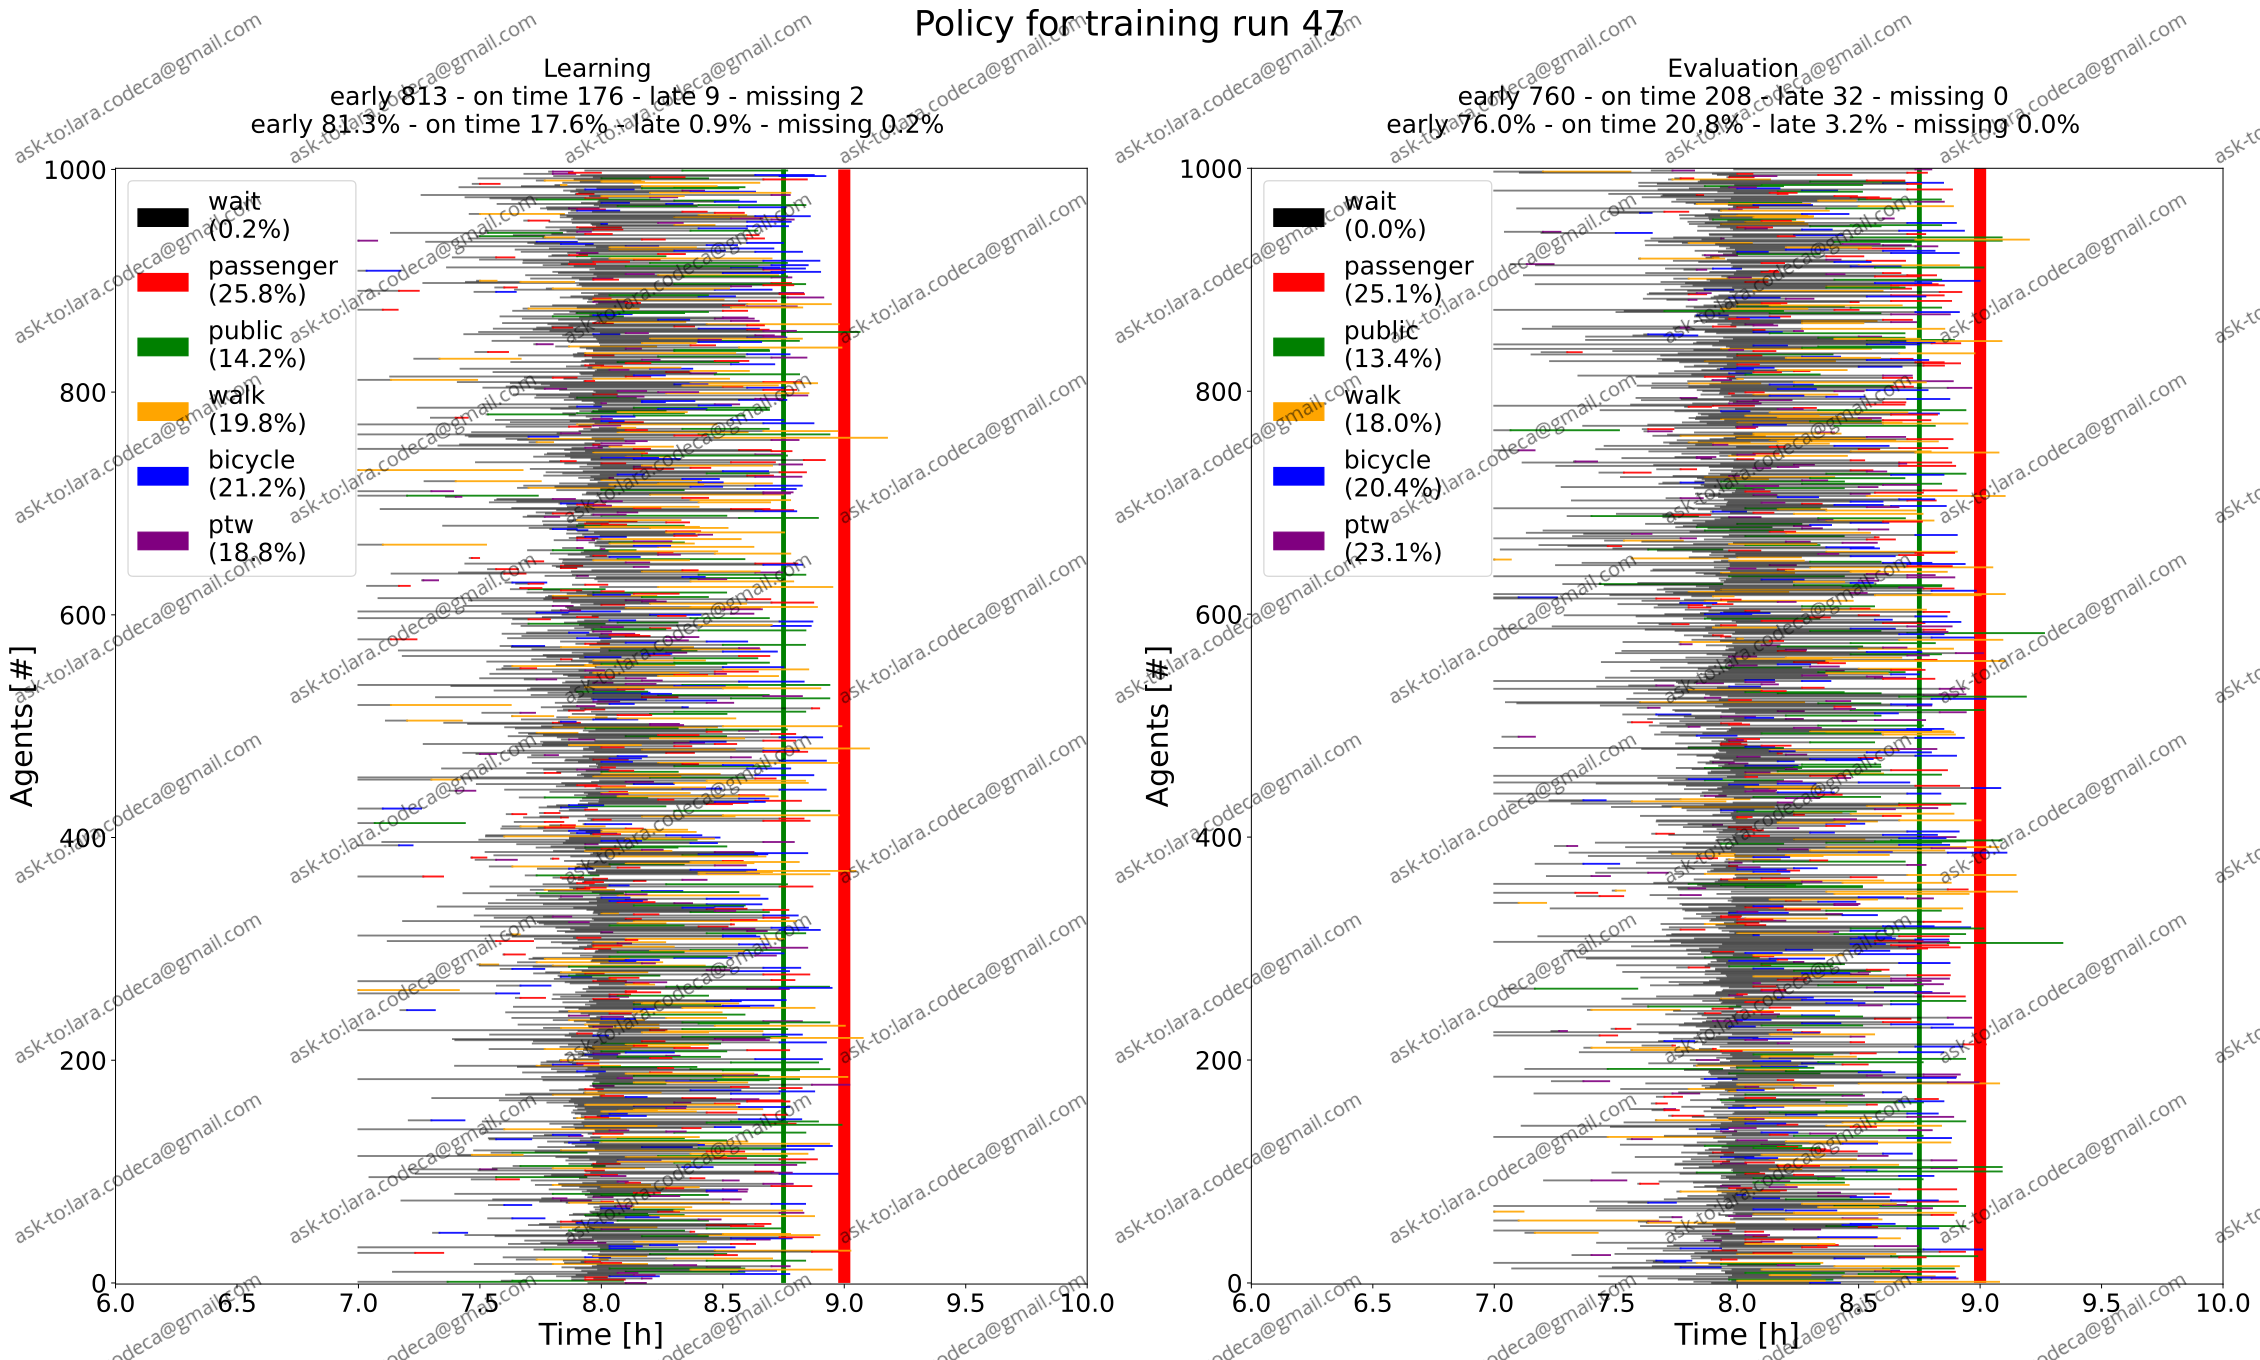 Policy for training run 47
Learning
early 813 - on time 176 - late 9 - missing 2
early 81.3% - on time 17.6% - late 0.9% - missing 0.2%
1000
800
600
400
200
0
Agents [#]
wait
(0.2%)
passenger
(25.8%)
public
(14.2%)
walk
(19.8%)
bicycle
(21.2%)
ptw
(18.8%)
6.0 6.5 7.0 7.5 8.0 8.5 9.0 9.5 10.0
Time [h]
Evaluation
early 760 - on time 208 - late 32 - missing 0
early 76.0% - on time 20.8% - late 3.2% - missing 0.0%
1000
800
600
400
200
0
Agents [#]
wait
(0.0%)
passenger
(25.1%)
public
(13.4%)
walk
(18.0%)
bicycle
(20.4%)
ptw
(23.1%)
6.0 6.5 7.0 7.5 8.0 8.5 9.0 9.5 10.0
Time [h]
ask-to:lara.codeca@gmail.com